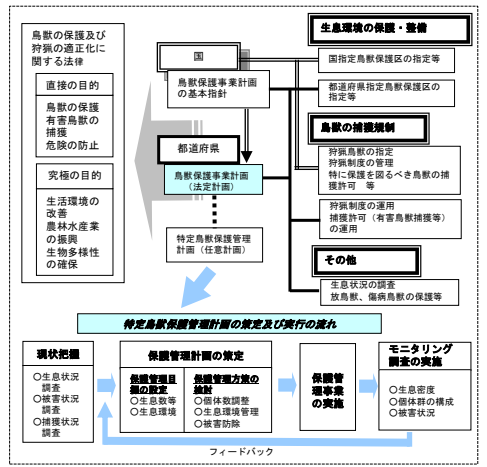 鳥獣の保護及び
狩猟の適正化に
関する法律
直接の目的
鳥獣の保護
有害鳥獣の
捕獲
危険の防止
究極の目的
生活環境の
改善
農林水産業
の振興
生物多様性
の確保
国
鳥獣保護事業計画
の基本指針
都道府県
鳥獣保護事業計画
（法定計画）
特定鳥獣保護管理
計画（任意計画）
生息環境の保護・整備
国指定鳥獣保護区の指定等
都道府県指定鳥獣保護区の
指定等
鳥獣の捕獲規制
狩猟鳥獣の指定
狩猟制度の管理
特に保護を図るべき鳥獣の捕
獲許可　等
狩猟制度の運用
捕獲許可（有害鳥獣捕獲等）
の運用
その他
生息状況の調査
放鳥獣、傷病鳥獣の保護等
特定鳥獣保護管理計画の策定及び実行の流れ
現状把握
○生息状況
調査
○被害状況
調査
○捕獲状況
調査
保護管理計画の策定
保護管理目
標の設定
○生息数等
○生息環境
保護管理方策の
検討
○個体数調整
○生息環境管理
○被害防除
保護管
理事業
の実施
モニタリング
調査の実施
○生息密度
○個体群の構成
○被害状況
フィードバック